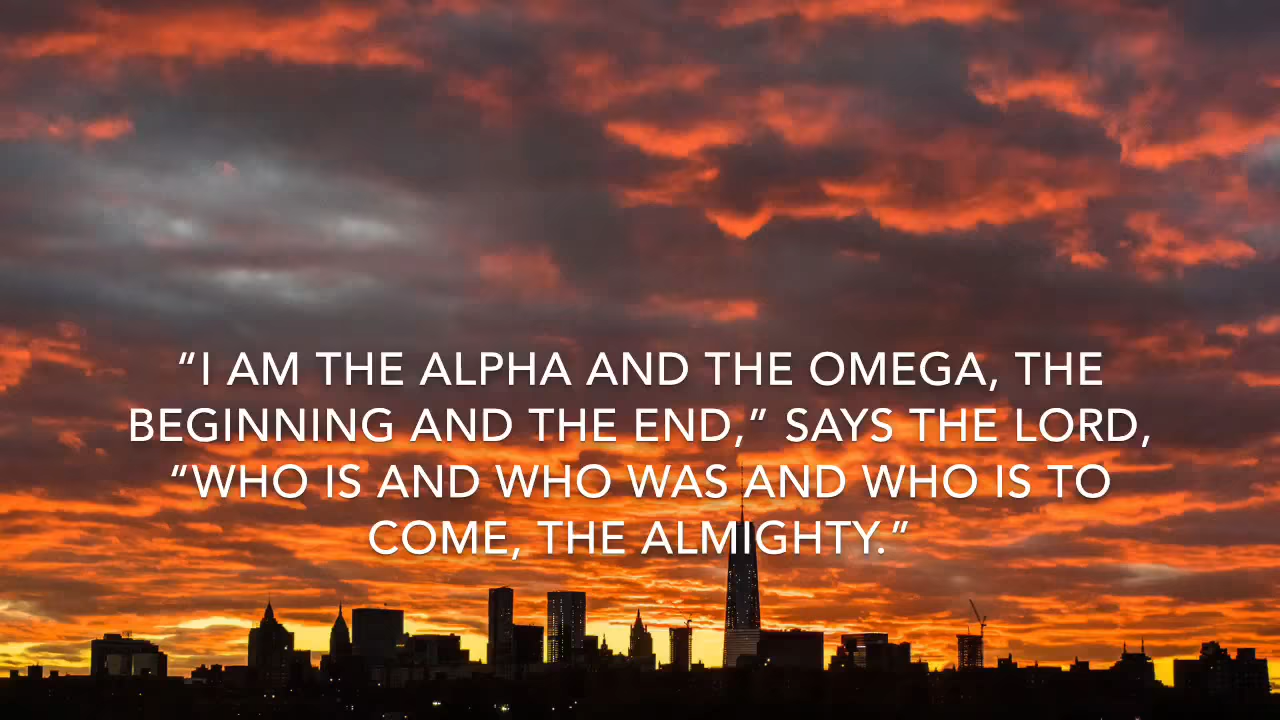 “I AM THE ALPHA AND THE OMEGA, THE
BEGINNING AND THE END,” SAYS THE LORD,
“WHO IS AND WHO WAS AND WHO IS TO
COME, THE ALMIGHTY.”